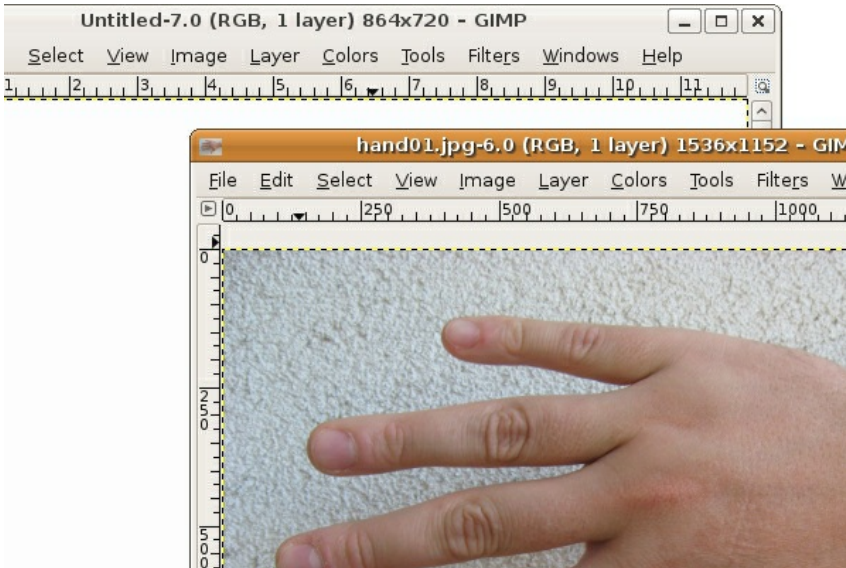 Untitled-7.0 (RGB, 1 layer) 864x720 – GIMP
Select View Image Layer Colors Tools Filters Windows Help
1 2 3 4 5 6 7 8 9 10 11
hand01.jpg-6.0 (RGB, 1 layer) 1536x1152 – GIM
File Edit Select View Image Layer Colors Tools Filters W
0 250 500 750 1000
0
250
500